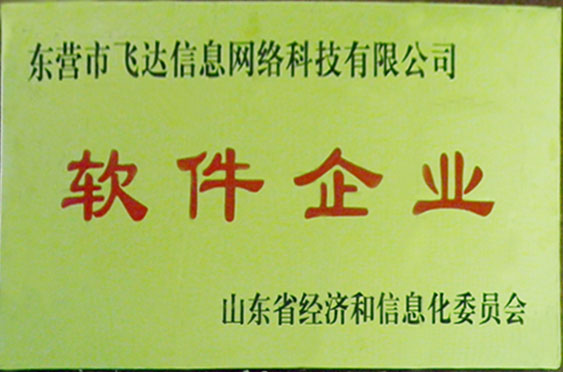 东营市飞达信息网络科技有限公司
软件企业
山东省经济和信息化委员会